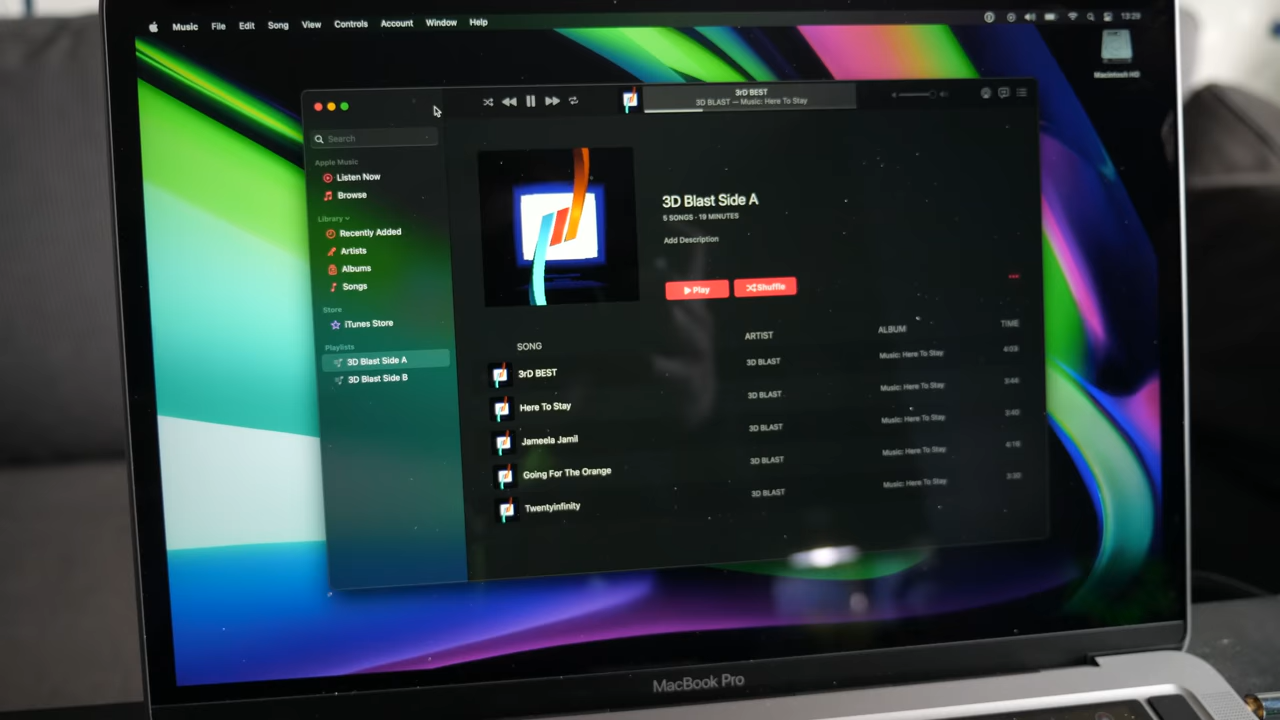 Music File Edit Song View Controls Account Window Help 13:29
Macintosh HD
3rD BEST
3D BLAST — Music: Here To Stay
Search
Apple Music
Listen Now
Browse
Library
Recently Added
Artists
Albums
Songs
Store
iTunes Store
Playlists
3D Blast Side A
3D Blast Side B
3D Blast Side A
5 SONGS · 19 MINUTES
Add Description
Play Shuffle
SONG ARTIST ALBUM TIME
3rD BEST 3D BLAST Music: Here To Stay 4:03
Here To Stay 3D BLAST Music: Here To Stay 3:44
Jameela Jamil 3D BLAST Music: Here To Stay 3:40
Going For The Orange 3D BLAST Music: Here To Stay
Twentyinfinity 3D BLAST Music: Here To Stay
MacBook Pro